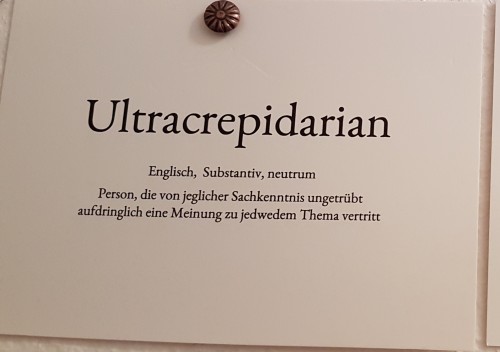 Ultracrepidarian
Englisch, Substantiv, neutrum
Person, die von jeglicher Sachkenntnis ungetrübt
aufdringlich eine Meinung zu jedwedem Thema vertritt